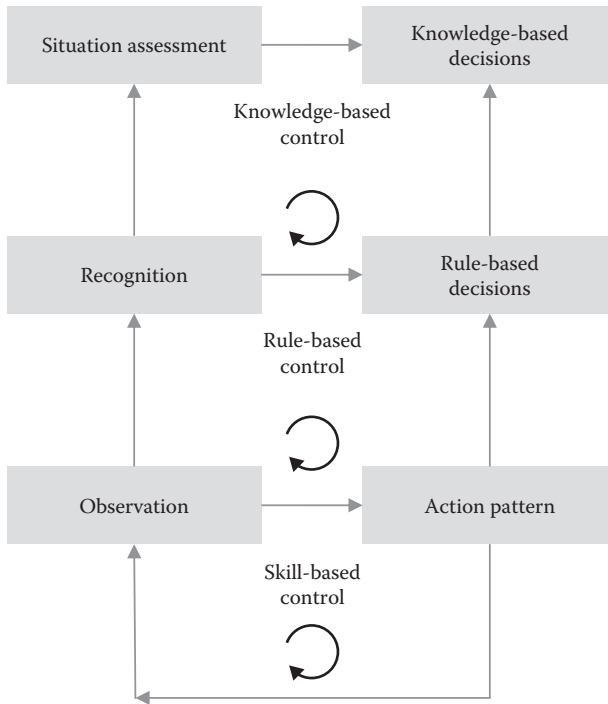 Situation assessment
Knowledge-based
decisions
Knowledge-based
control
Recognition
Rule-based
decisions
Rule-based
control
Observation
Action pattern
Skill-based
control